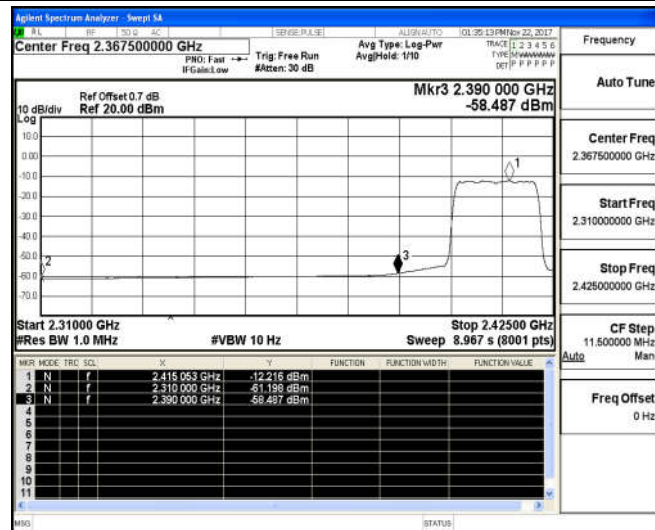 Agilent Spectrum Analyzer - Swept SA
RL RF 50 Ω AC SENSE:PULSE ALIGN AUTO 01:35:13 PM Nov 22, 2017
Center Freq 2.367500000 GHz
PNO: Fast
IFGain:Low
Trig: Free Run
#Atten: 30 dB
Avg Type: Log-Pwr
Avg|Hold: 1/10
TRACE 1 2 3 4 5 6
TYPE
DET P P P P P P
Frequency
Auto Tune
Center Freq
2.367500000 GHz
Start Freq
2.310000000 GHz
Stop Freq
2.425000000 GHz
CF Step
11.500000 MHz
Auto Man
Freq Offset
0 Hz
Mkr3 2.390 000 GHz
-58.487 dBm
Ref Offset 0.7 dB
10 dB/div Ref 20.00 dBm
Log
10.0
0.00
-10.0
-20.0
-30.0
-40.0
-50.0
-60.0
-70.0
1
2
3
Start 2.31000 GHz Stop 2.42500 GHz
#Res BW 1.0 MHz #VBW 10 Hz Sweep 8.967 s (8001 pts)
MKR MODE TRC SCL X Y FUNCTION FUNCTION WIDTH FUNCTION VALUE
1 N f 2.415 053 GHz -12.216 dBm
2 N f 2.310 000 GHz -61.198 dBm
3 N f 2.390 000 GHz -58.487 dBm
4
5
6
7
8
9
10
11
MSG STATUS